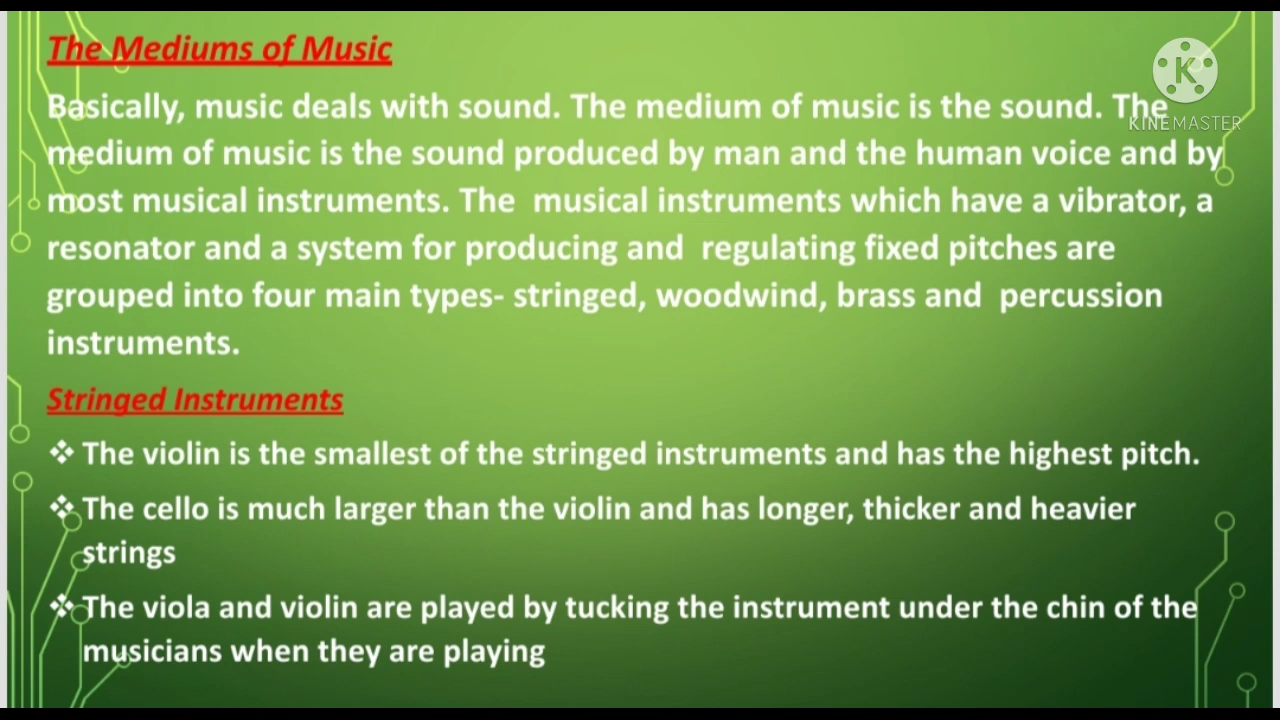 The Mediums of Music
Basically, music deals with sound. The medium of music is the sound. The
medium of music is the sound produced by man and the human voice and by
most musical instruments. The musical instruments which have a vibrator, a
resonator and a system for producing and regulating fixed pitches are
grouped into four main types- stringed, woodwind, brass and percussion
instruments.
Stringed Instruments
❖ The violin is the smallest of the stringed instruments and has the highest pitch.
❖ The cello is much larger than the violin and has longer, thicker and heavier
strings
❖ The viola and violin are played by tucking the instrument under the chin of the
musicians when they are playing
K
KINEMASTER